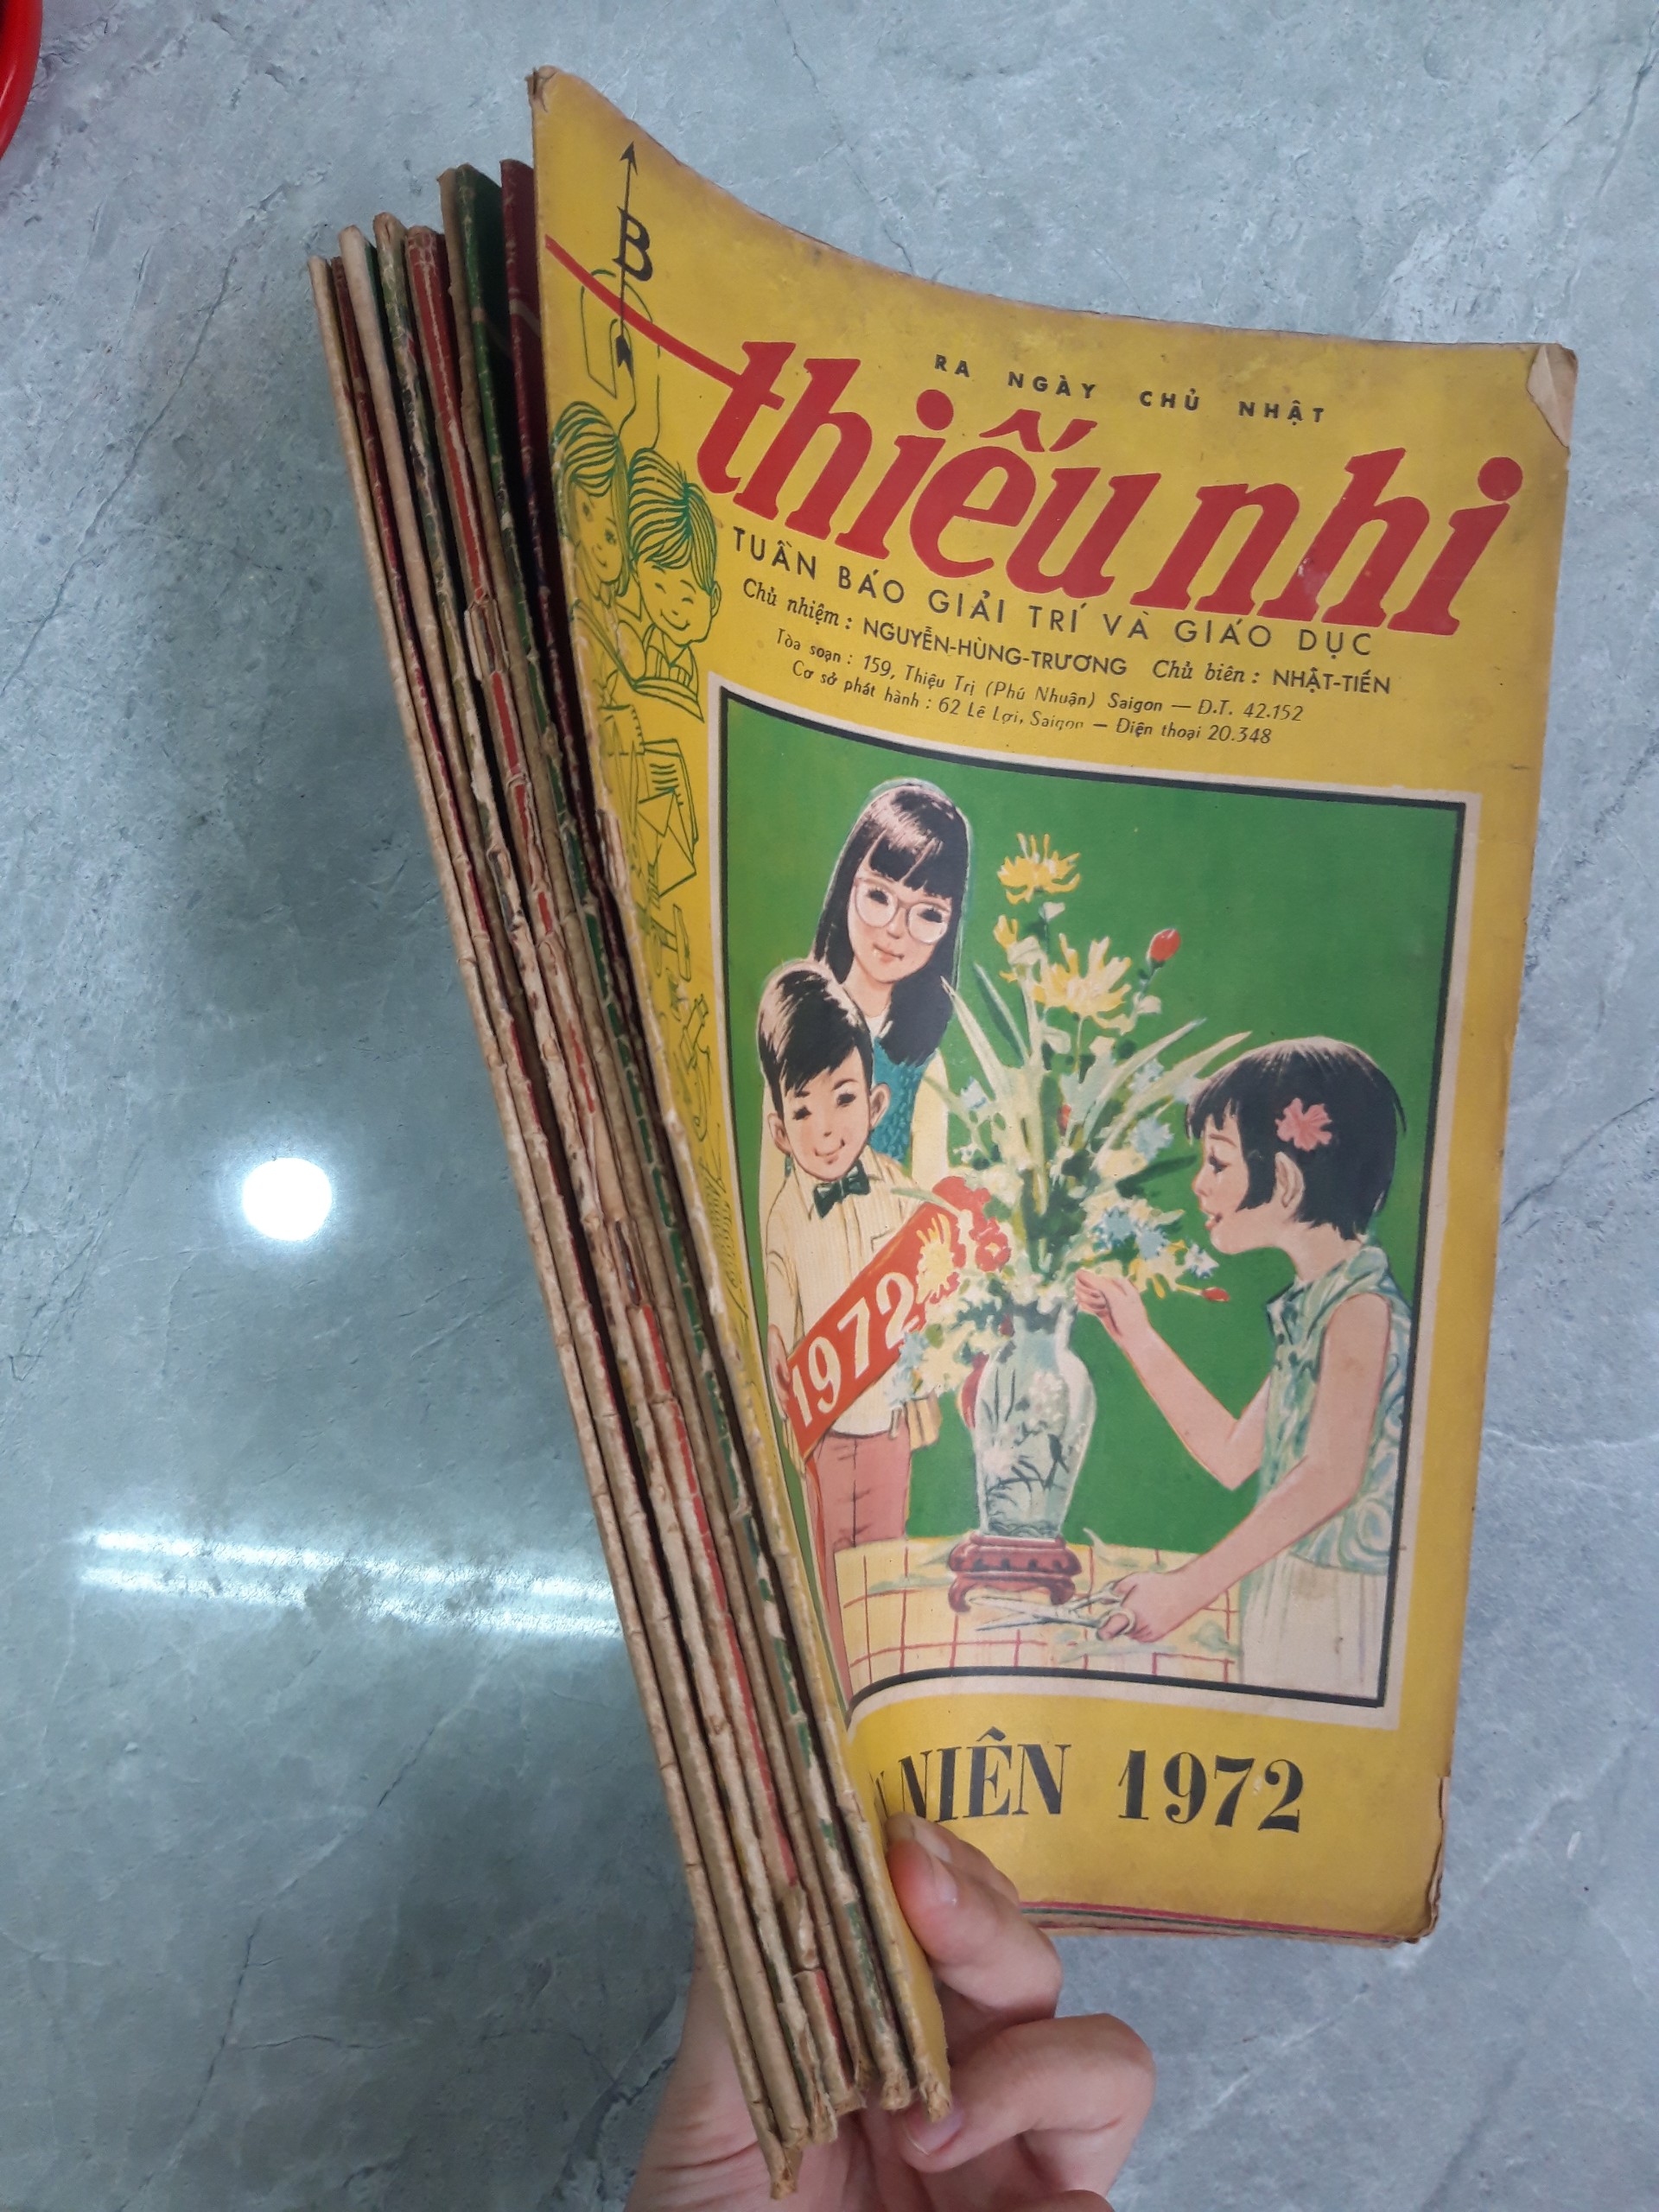 B
RA NGÀY CHỦ NHẬT
thiếu nhi
TUẦN BÁO GIẢI TRÍ VÀ GIÁO DỤC
Chủ nhiệm : NGUYỄN-HÙNG-TRƯƠNG Chủ biên : NHẬT-TIẾN
Tòa soạn : 159, Thiệu Trị (Phú Nhuận) Saigon — Đ.T. 42.152
Cơ sở phát hành : 62 Lê Lợi, Saigon — Điện thoại 20.348
1972
NIÊN 1972